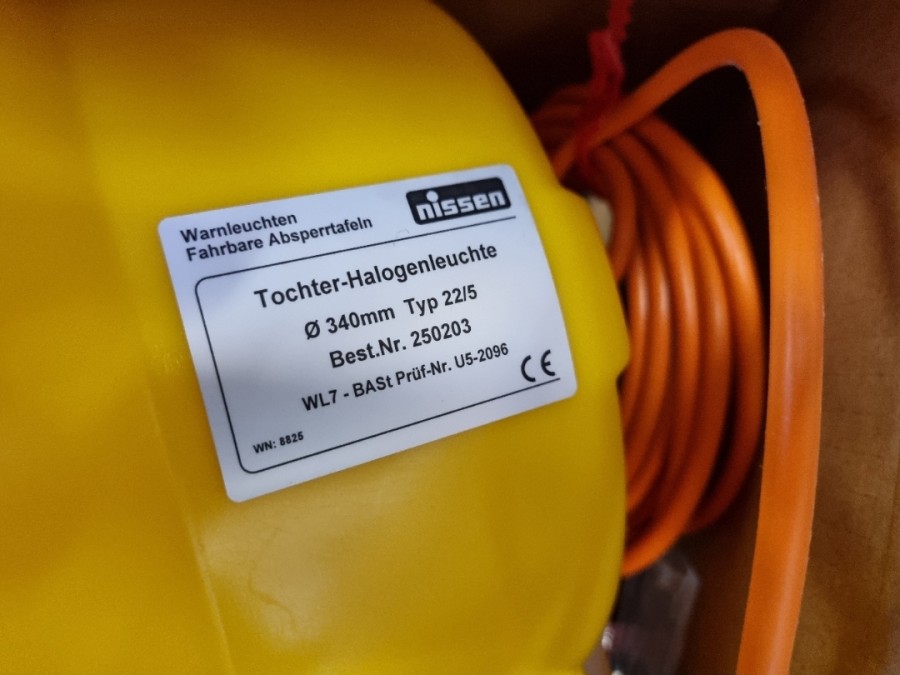 Warnleuchten
Fahrbare Absperrtafeln
nissen
Tochter-Halogenleuchte
Ø 340mm Typ 22/5
Best.Nr. 250203
WL7 - BASt Prüf-Nr. U5-2096
CE
WN: 8825